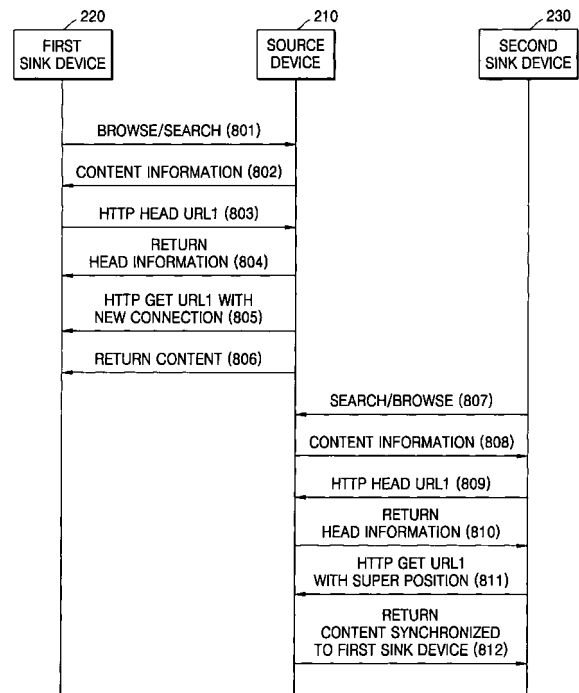 220
210
230
FIRST
SINK DEVICE
SOURCE
DEVICE
SECOND
SINK DEVICE
BROWSE/SEARCH (801)
CONTENT INFORMATION (802)
HTTP HEAD URL1 (803)
RETURN
HEAD INFORMATION (804)
HTTP GET URL1 WITH
NEW CONNECTION (805)
RETURN CONTENT (806)
SEARCH/BROWSE (807)
CONTENT INFORMATION (808)
HTTP HEAD URL1 (809)
RETURN
HEAD INFORMATION (810)
HTTP GET URL1
WITH SUPER POSITION (811)
RETURN
CONTENT SYNCHRONIZED
TO FIRST SINK DEVICE (812)